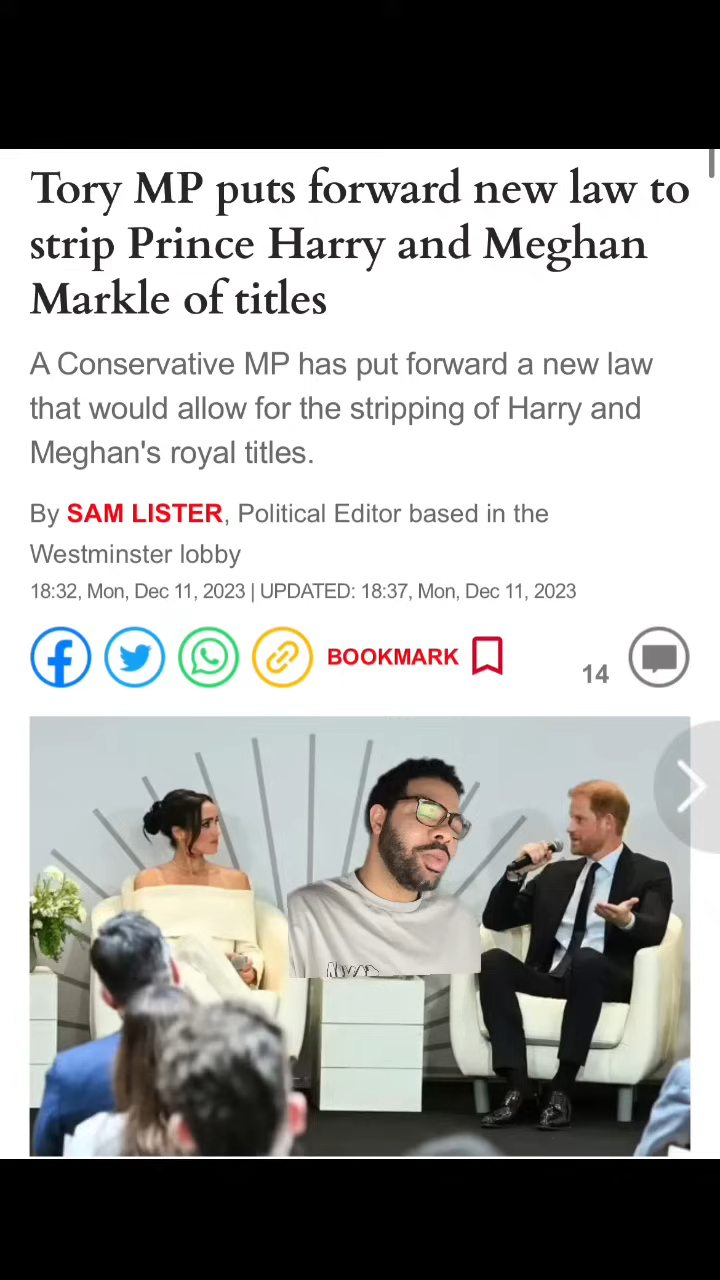 Tory MP puts forward new law to
strip Prince Harry and Meghan
Markle of titles
A Conservative MP has put forward a new law
that would allow for the stripping of Harry and
Meghan's royal titles.
By SAM LISTER, Political Editor based in the
Westminster lobby
18:32, Mon, Dec 11, 2023 | UPDATED: 18:37, Mon, Dec 11, 2023
BOOKMARK
14